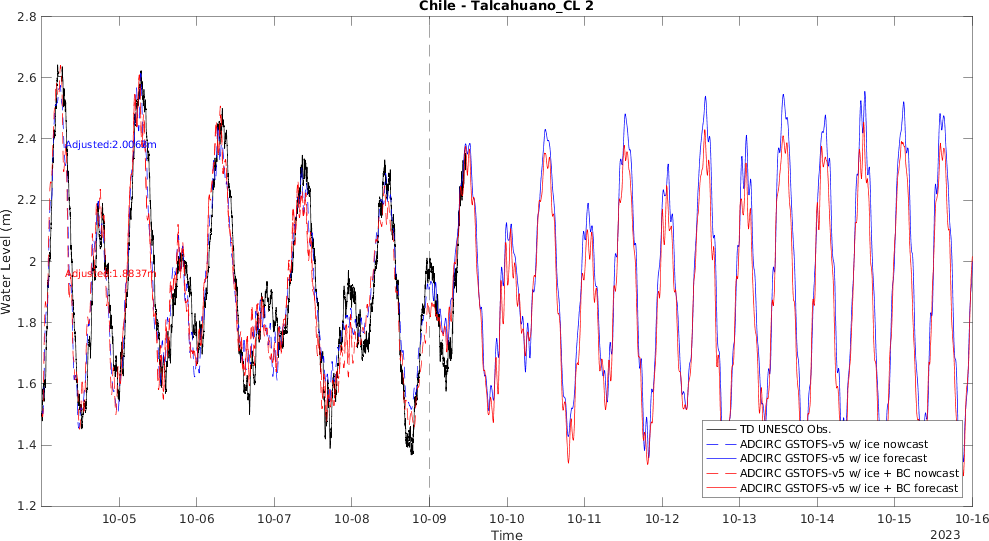 Chile - Talcahuano_CL 2
2.8
2.6
2.4
2.2
2
1.8
1.6
1.4
1.2
Water Level (m)
Adjusted:2.0063m
Adjusted:1.8837m
10-05 10-06 10-07 10-08 10-09 10-10 10-11 10-12 10-13 10-14 10-15 10-16
Time
2023
TD UNESCO Obs.
ADCIRC GSTOFS-v5 w/ ice nowcast
ADCIRC GSTOFS-v5 w/ ice forecast
ADCIRC GSTOFS-v5 w/ ice + BC nowcast
ADCIRC GSTOFS-v5 w/ ice + BC forecast